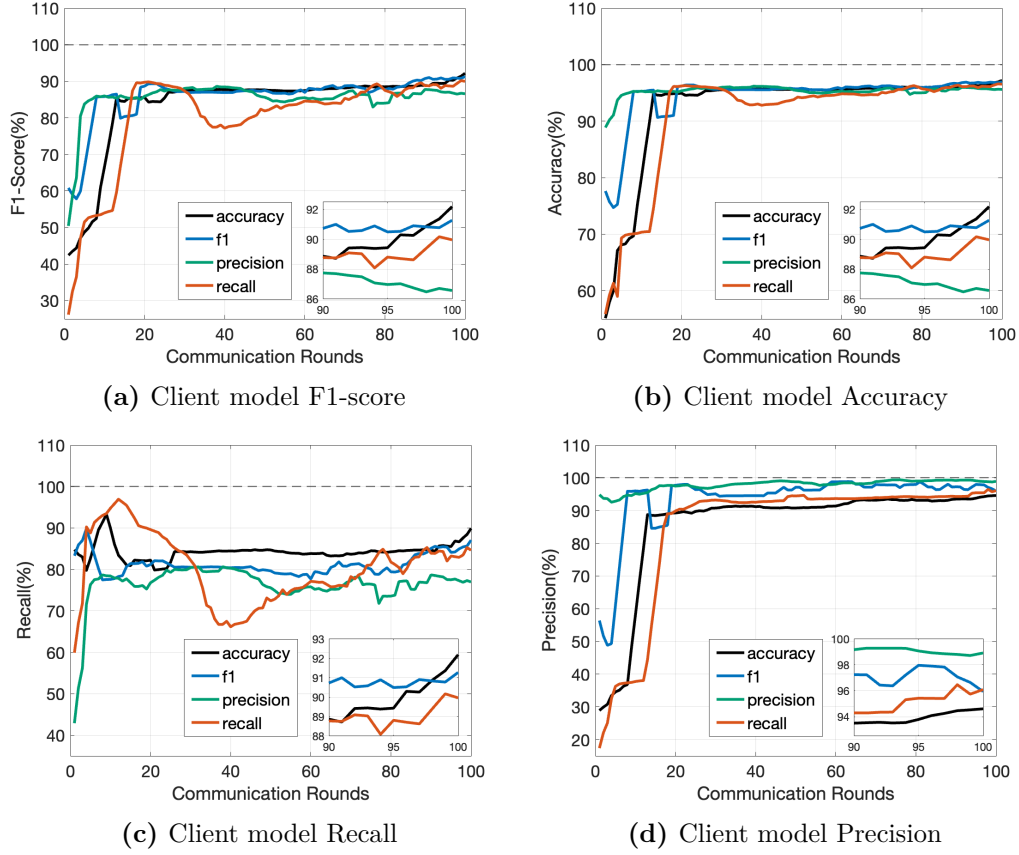 110
100
90
80
70
60
50
40
30
F1-Score(%)
accuracy
f1
precision
recall
92
90
88
86
90 95 100
0 20 40 60 80 100
Communication Rounds
(a) Client model F1-score
110
100
90
80
70
60
Accuracy(%)
accuracy
f1
precision
recall
92
90
88
86
90 95 100
0 20 40 60 80 100
Communication Rounds
(b) Client model Accuracy
110
100
90
80
70
60
50
40
Recall(%)
accuracy
f1
precision
recall
93
92
91
90
89
88
90 95 100
0 20 40 60 80 100
Communication Rounds
(c) Client model Recall
110
100
90
80
70
60
50
40
30
20
Precision(%)
accuracy
f1
precision
recall
100
98
96
94
90 95 100
0 20 40 60 80 100
Communication Rounds
(d) Client model Precision